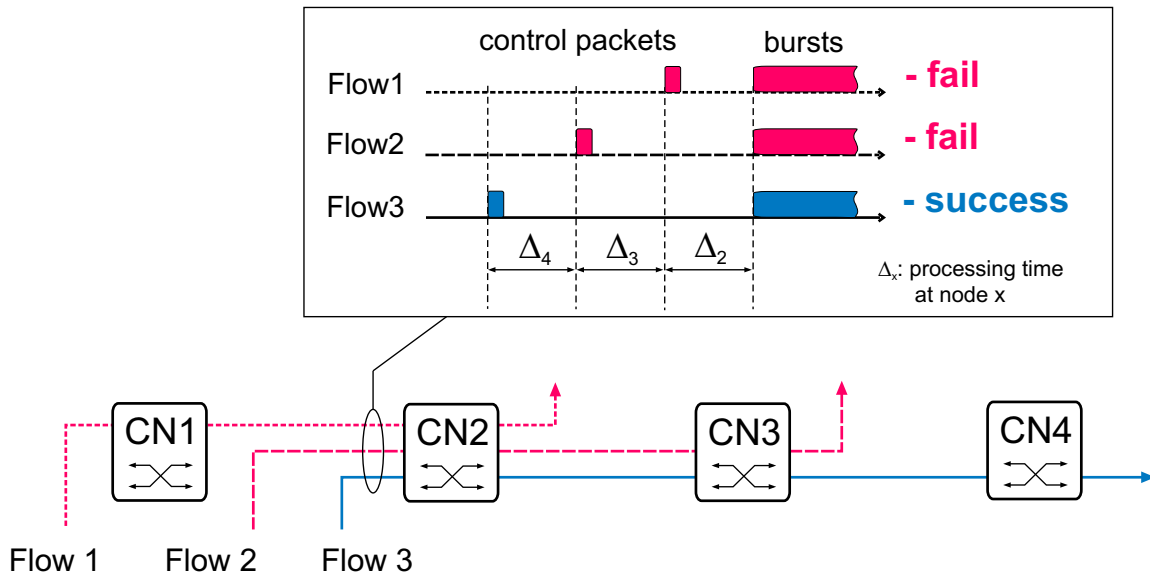 control packets bursts
Flow1 - fail
Flow2 - fail
Flow3 - success
Δ4 Δ3 Δ2
Δx: processing time
at node x
CN1 CN2 CN3 CN4
Flow 1 Flow 2 Flow 3